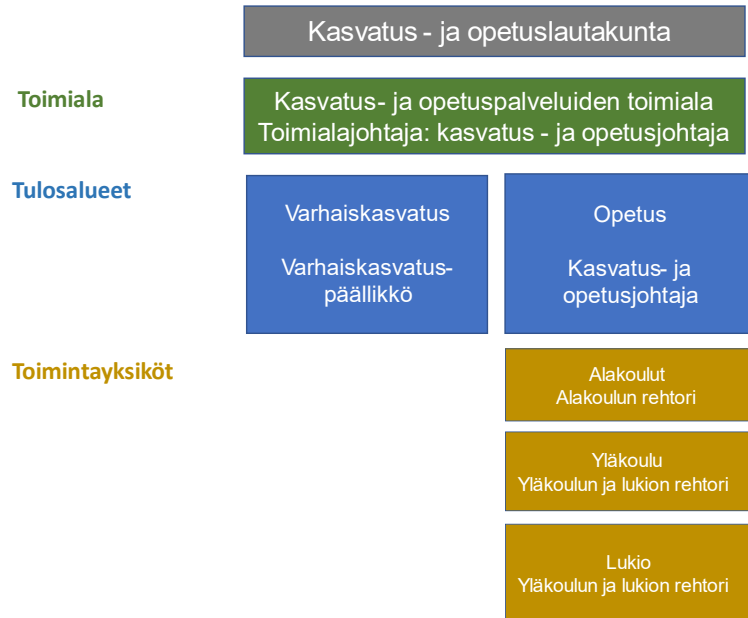 Kasvatus - ja opetuslautakunta
Toimiala
Kasvatus- ja opetuspalveluiden toimiala
Toimialajohtaja: kasvatus - ja opetusjohtaja
Tulosalueet
Varhaiskasvatus
Varhaiskasvatus-
päällikkö
Opetus
Kasvatus- ja
opetusjohtaja
Toimintayksiköt
Alakoulut
Alakoulun rehtori
Yläkoulu
Yläkoulun ja lukion rehtori
Lukio
Yläkoulun ja lukion rehtori